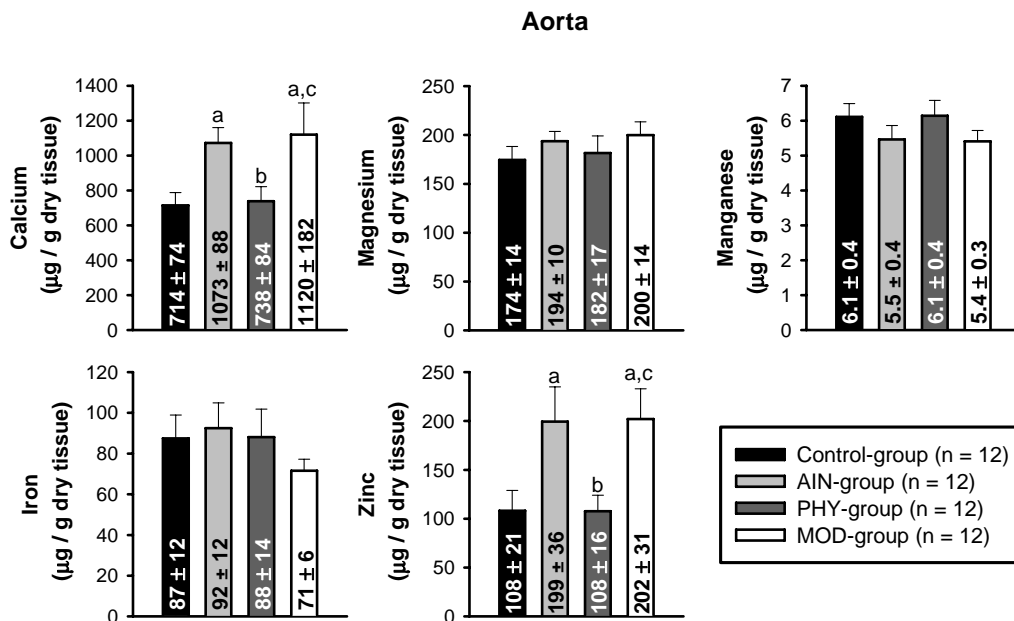 Aorta
Calcium
(µg / g dry tissue)
1400
1200
1000
800
600
400
200
0
a
b
a,c
714 ± 74
1073 ± 88
738 ± 84
1120 ± 182
Magnesium
(µg / g dry tissue)
250
200
150
100
50
0
174 ± 14
194 ± 10
182 ± 17
200 ± 14
Manganese
(µg / g dry tissue)
7
6
5
4
3
2
1
0
6.1 ± 0.4
5.5 ± 0.4
6.1 ± 0.4
5.4 ± 0.3
Iron
(µg / g dry tissue)
120
100
80
60
40
20
0
87 ± 12
92 ± 12
88 ± 14
71 ± 6
Zinc
(µg / g dry tissue)
250
200
150
100
50
0
a
b
a,c
108 ± 21
199 ± 36
108 ± 16
202 ± 31
Control-group (n = 12)
AIN-group (n = 12)
PHY-group (n = 12)
MOD-group (n = 12)